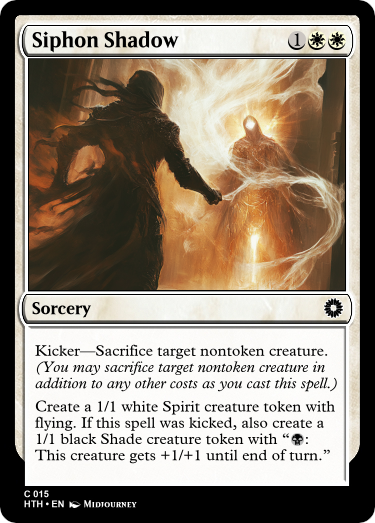 Siphon Shadow 1
Sorcery
Kicker—Sacrifice target nontoken creature.
(You may sacrifice target nontoken creature in
addition to any other costs as you cast this spell.)
Create a 1/1 white Spirit creature token with
flying. If this spell was kicked, also create a
1/1 black Shade creature token with “:
This creature gets +1/+1 until end of turn.”
C 015
HTH • EN Midjourney